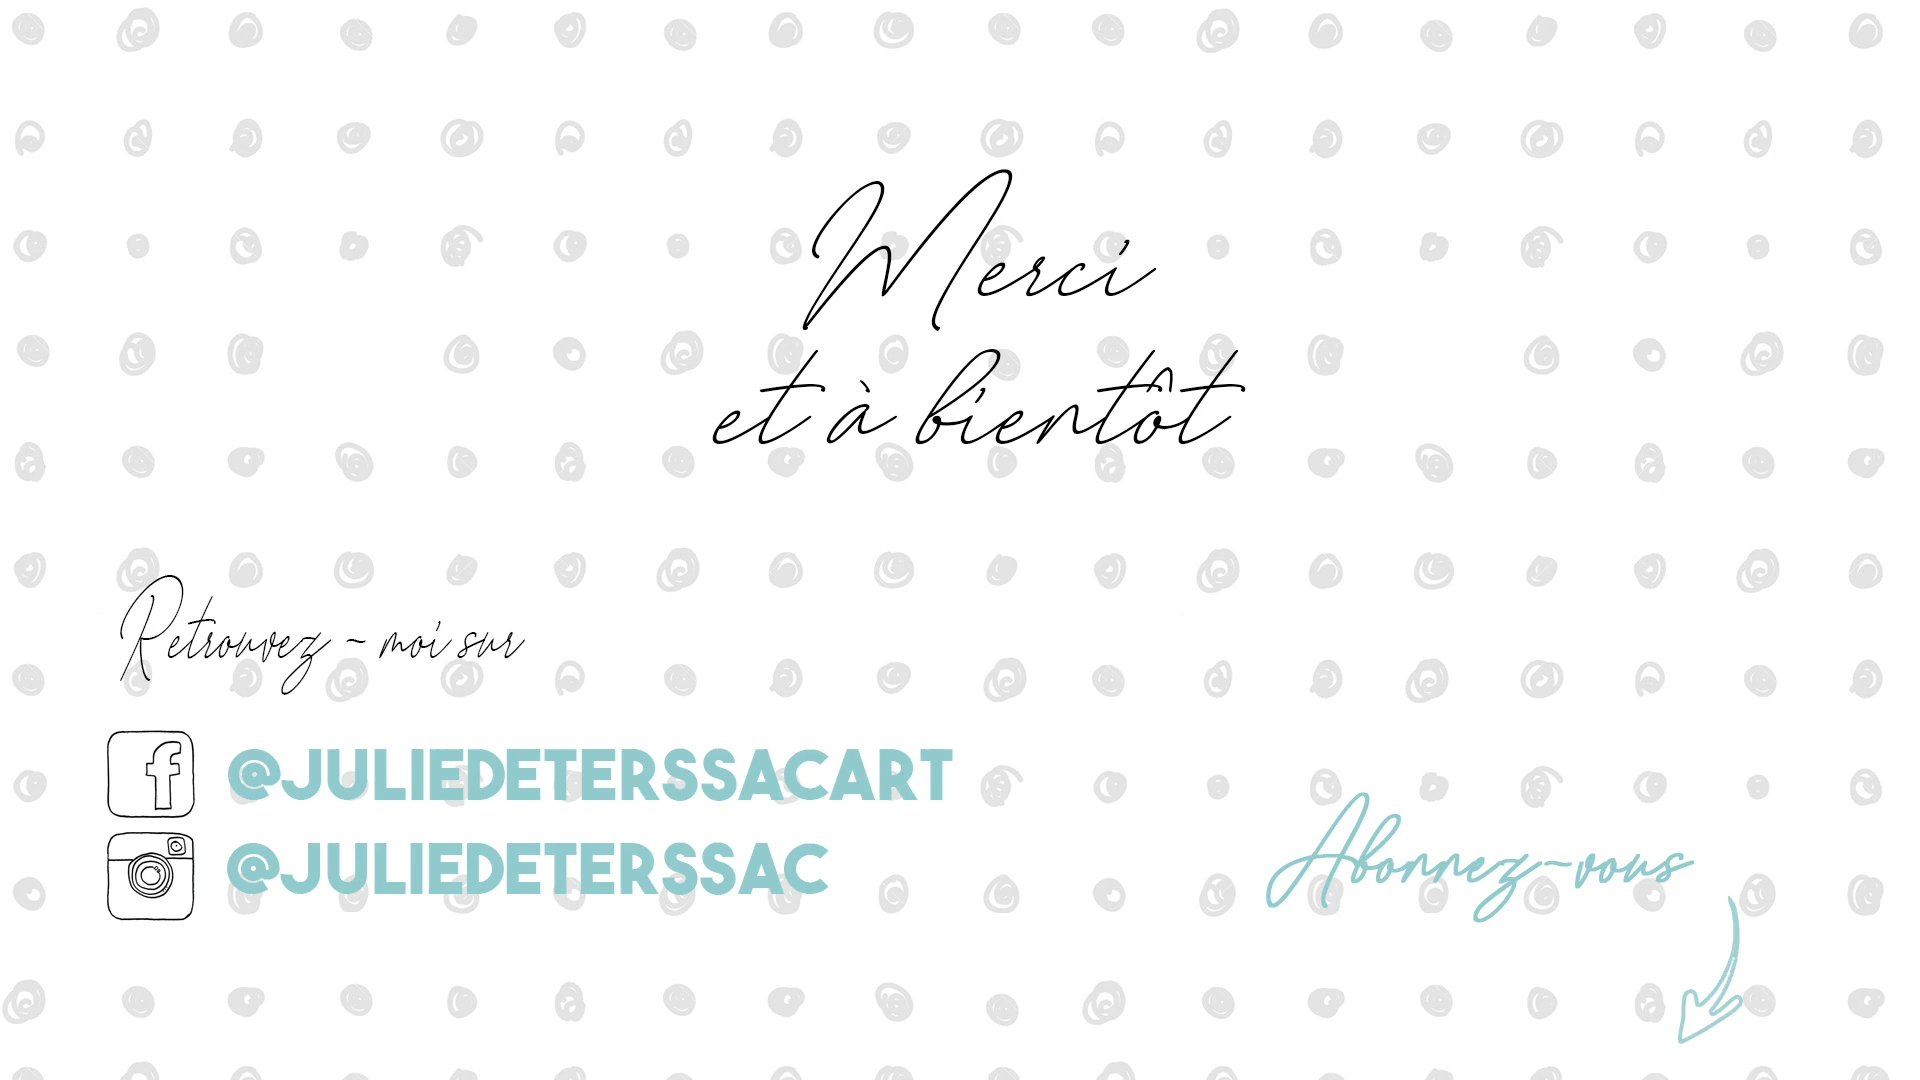 Merci
et à bientôt
Retrouvez-moi sur
@JULIEDETERSSACART
@JULIEDETERSSAC
Abonnez-vous